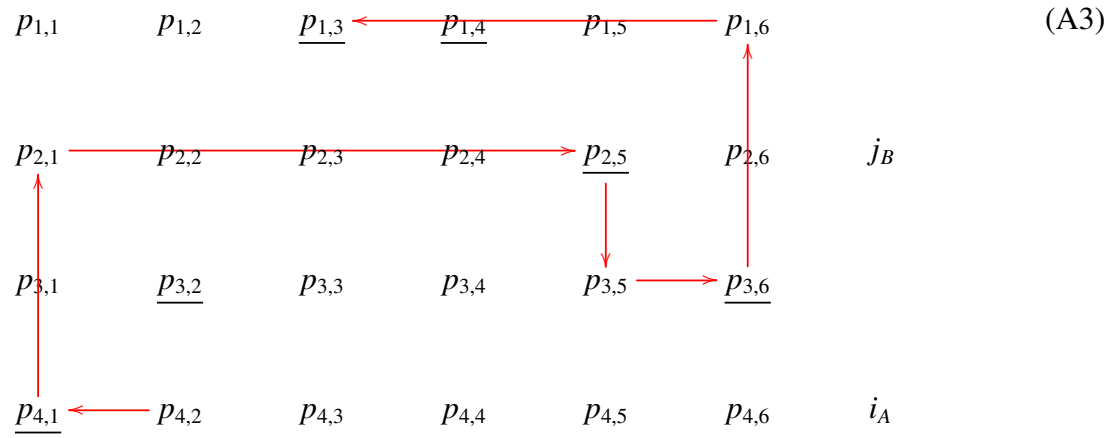 p1,1 p1,2 p1,3 p1,4 p1,5 p1,6 (A3)
p2,1 p2,2 p2,3 p2,4 p2,5 p2,6 jB
p3,1 p3,2 p3,3 p3,4 p3,5 p3,6
p4,1 p4,2 p4,3 p4,4 p4,5 p4,6 iA